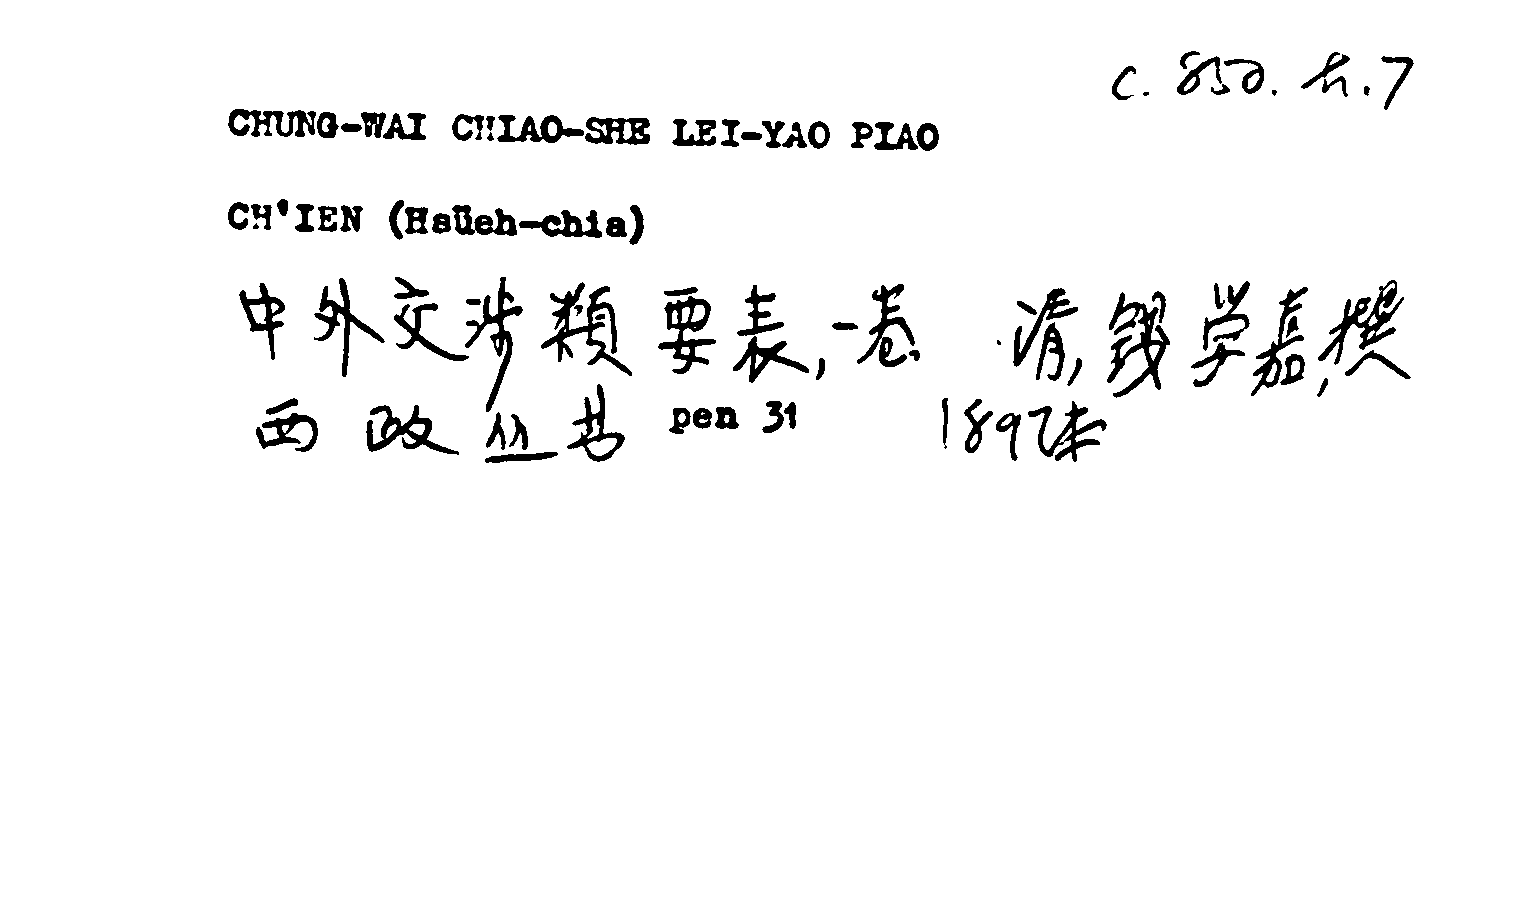 C. 850. h. 7
CHUNG-WAI CHIAO-SHE LEI-YAO PIAO
CH'IEN (Hsüeh-chia)
中外交涉類要表, 一卷 清, 錢学嘉, 撰
西政丛书 pen 31 1897年